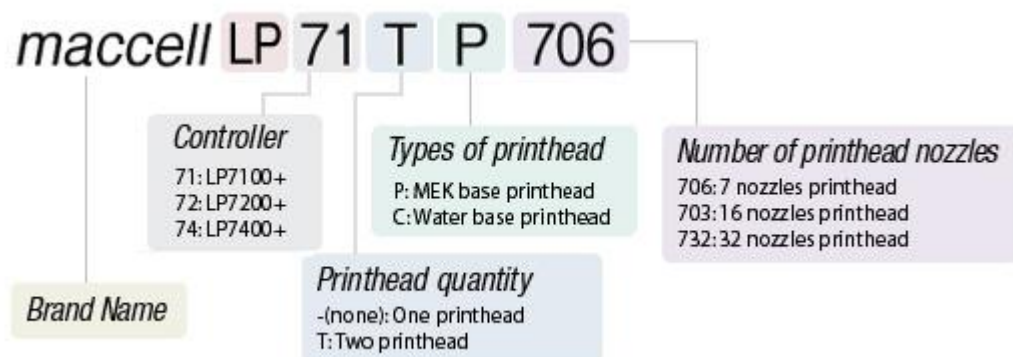 maccell LP 71 T P 706
Controller
71: LP7100+
72: LP7200+
74: LP7400+
Types of printhead
P: MEK base printhead
C: Water base printhead
Number of printhead nozzles
706: 7 nozzles printhead
703: 16 nozzles printhead
732: 32 nozzles printhead
Brand Name
Printhead quantity
-(none): One printhead
T: Two printhead